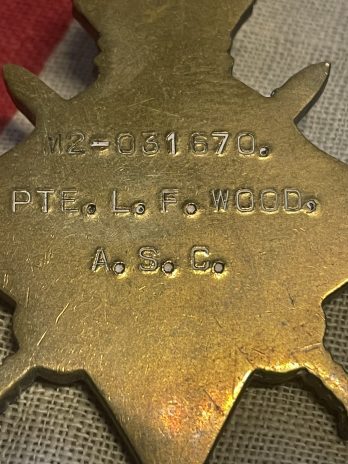 M2-031670.
PTE. L. F. WOOD.
A. S. C.